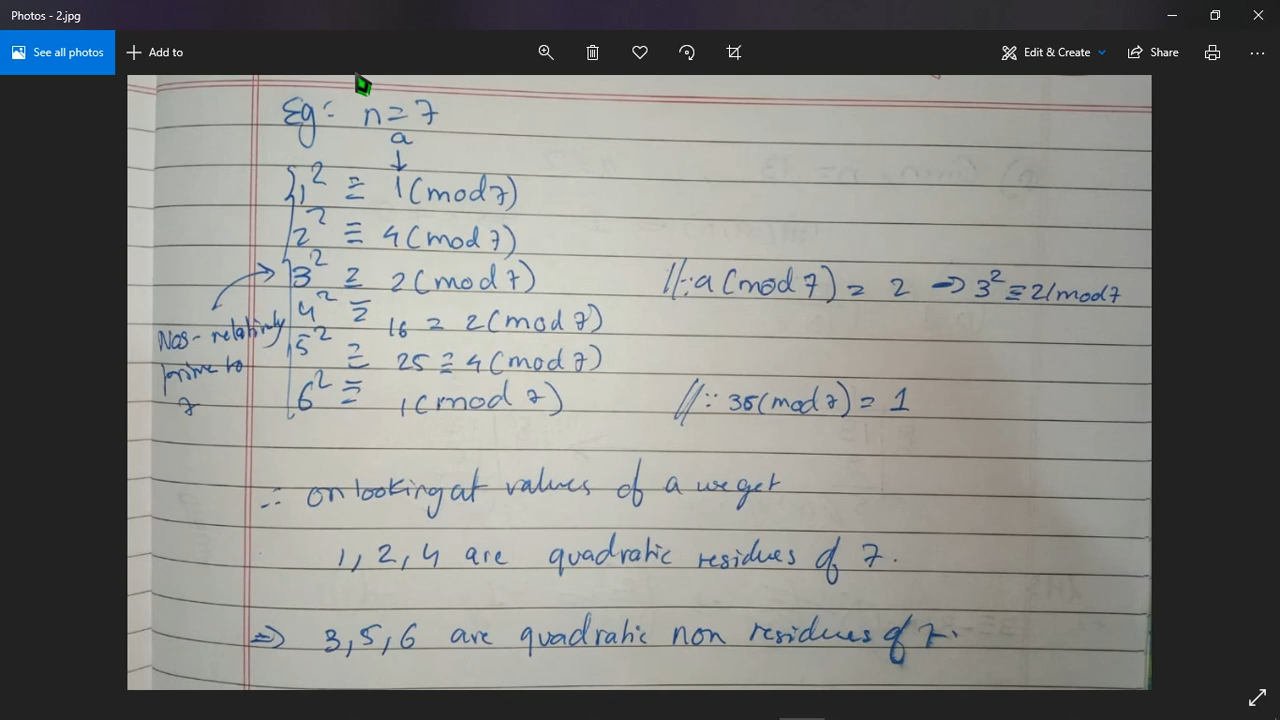 Photos - 2.jpg
See all photos
Add to
Edit & Create
Share
Eg:- n=7
a
↓
1² ≡ 1(mod 7)
2² ≡ 4(mod 7)
3² ≡ 2(mod 7) //∵a(mod 7) = 2 ⇒ 3² ≡ 2(mod 7
4² ≡ 16 = 2(mod 7)
5² ≡ 25 ≡ 4(mod 7)
6² ≡ 1(mod 7) //∵ 36(mod 7) = 1
Nos-relatively
prime to
7
∴ on looking at values of a we get
1, 2, 4 are quadratic residues of 7.
⇒ 3, 5, 6 are quadratic non residues of 7.